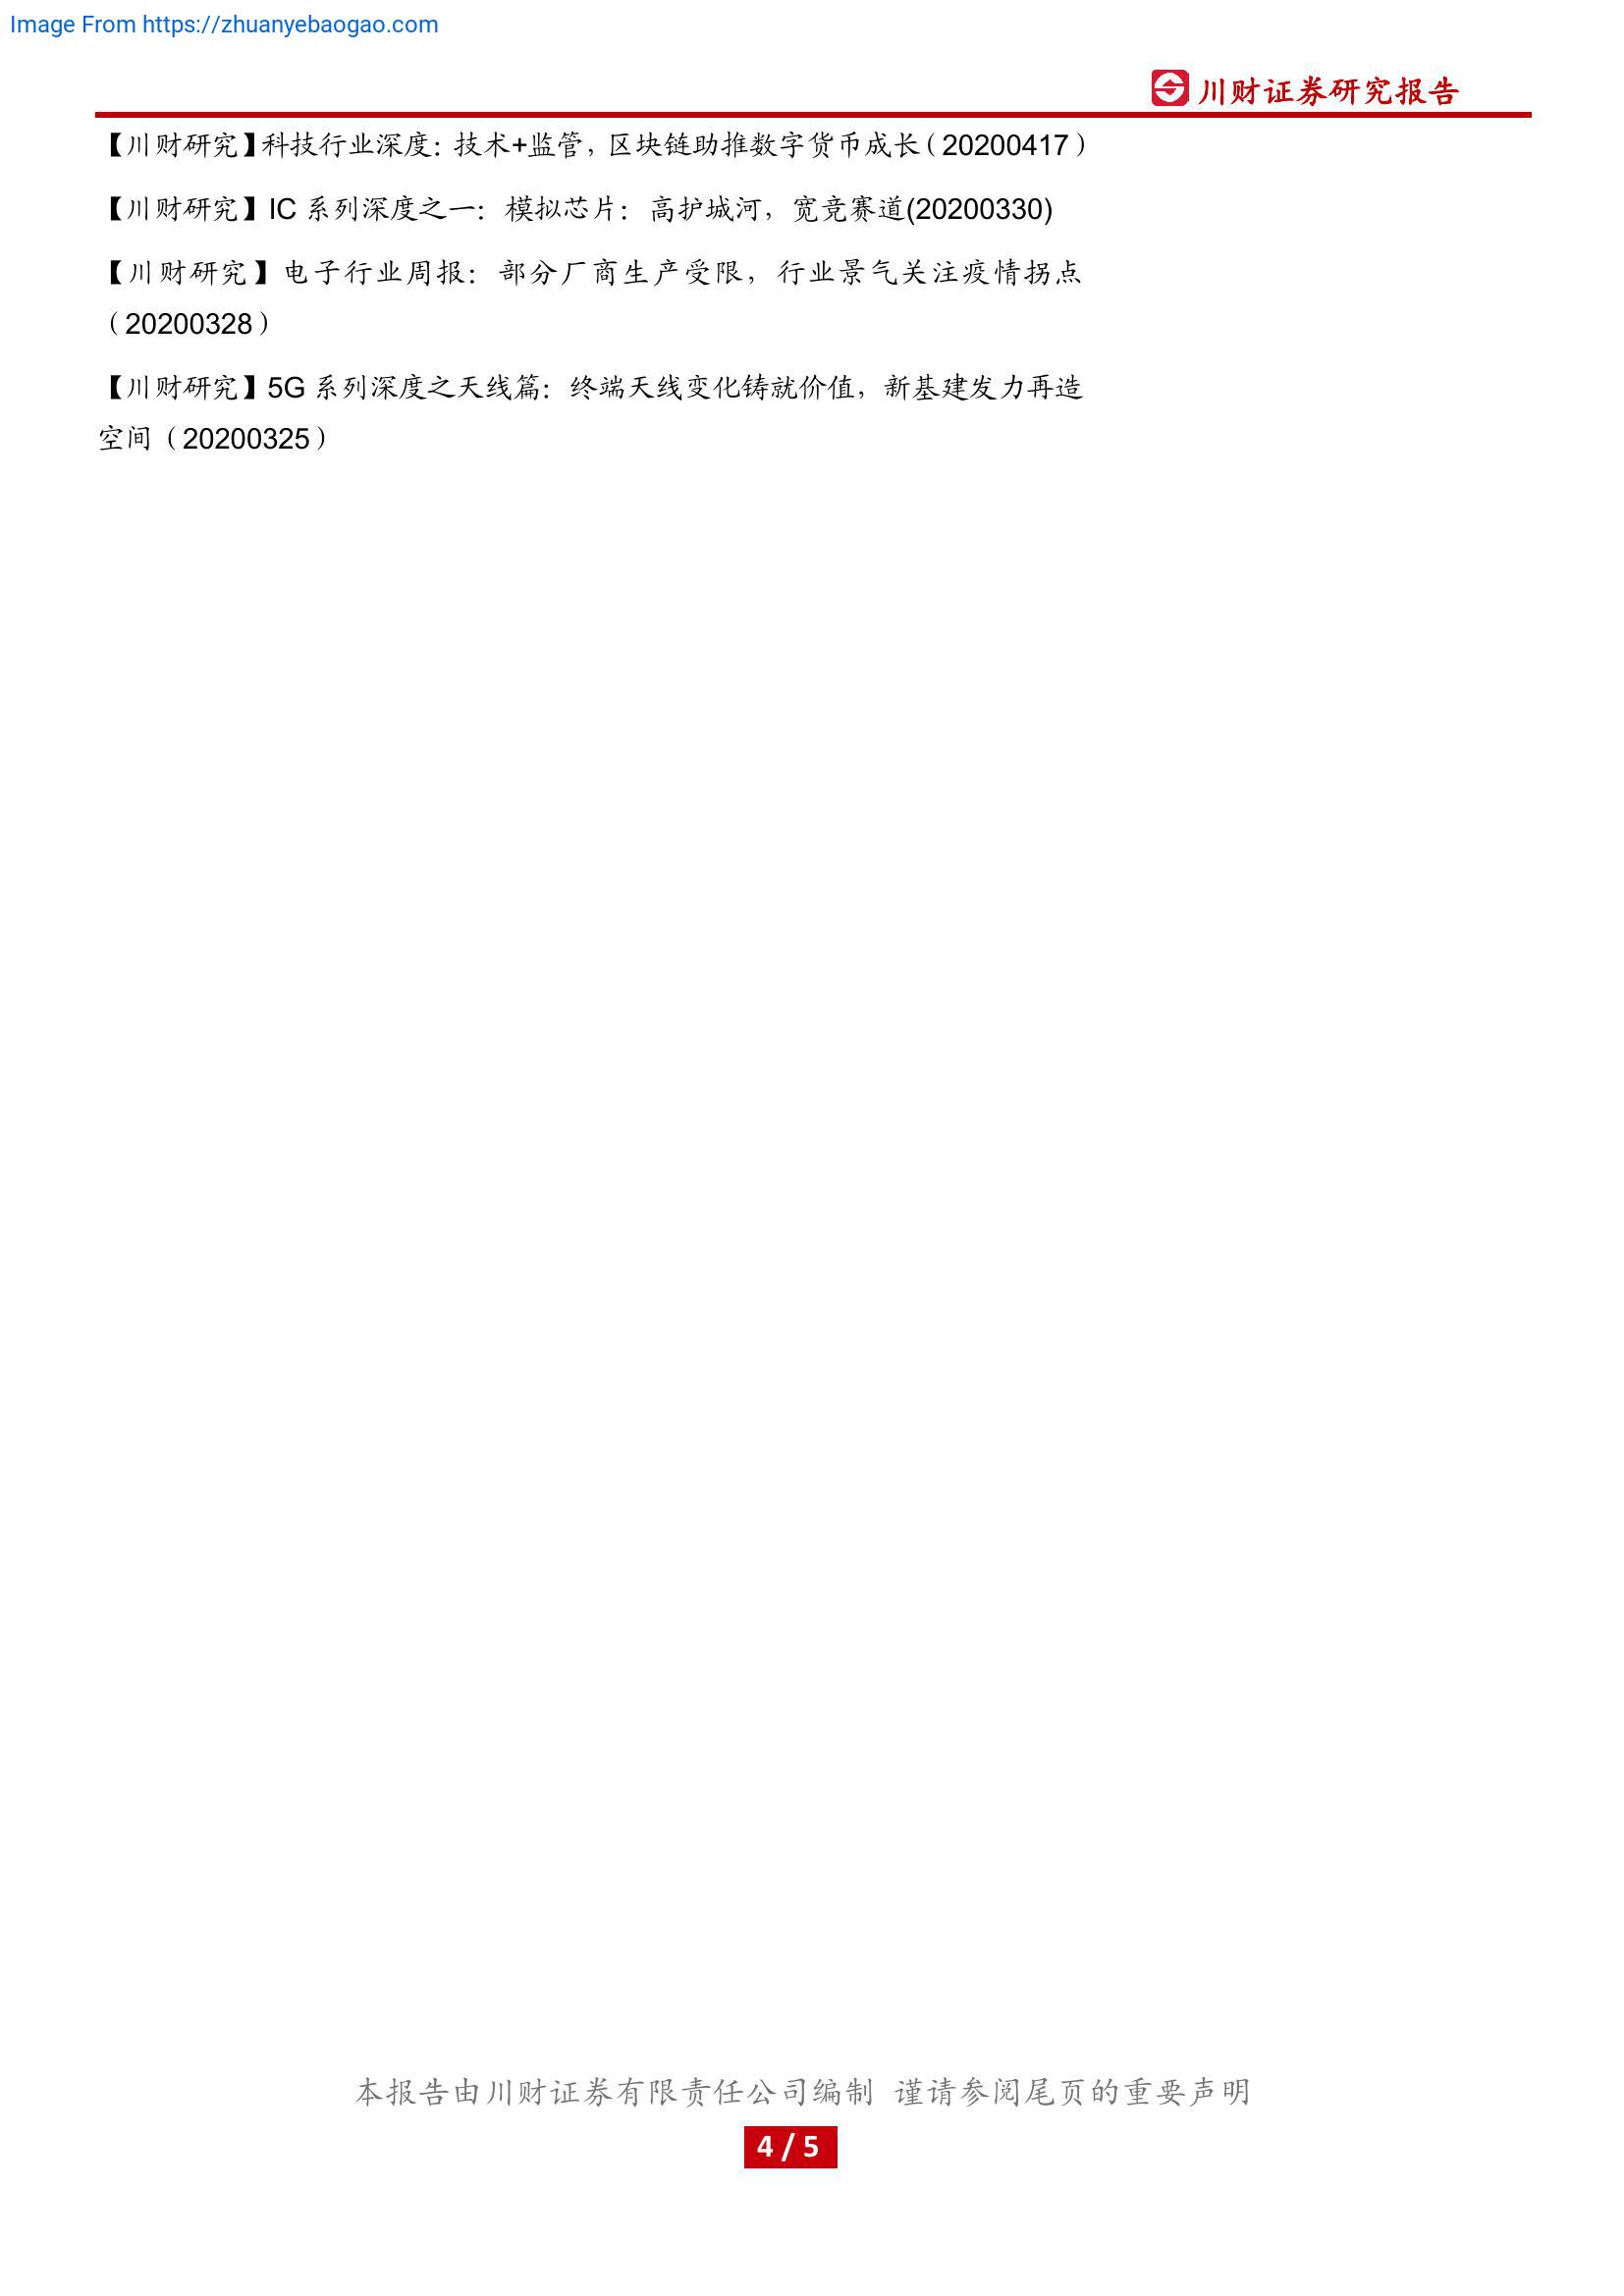 Image From https://zhuanyebaogao.com
川财证券研究报告
【川财研究】科技行业深度：技术+监管，区块链助推数字货币成长（20200417）
【川财研究】IC 系列深度之一：模拟芯片：高护城河，宽竞赛道(20200330)
【川财研究】电子行业周报：部分厂商生产受限，行业景气关注疫情拐点
（20200328）
【川财研究】5G 系列深度之天线篇：终端天线变化铸就价值，新基建发力再造
空间（20200325）
本报告由川财证券有限责任公司编制 谨请参阅尾页的重要声明
4 / 5